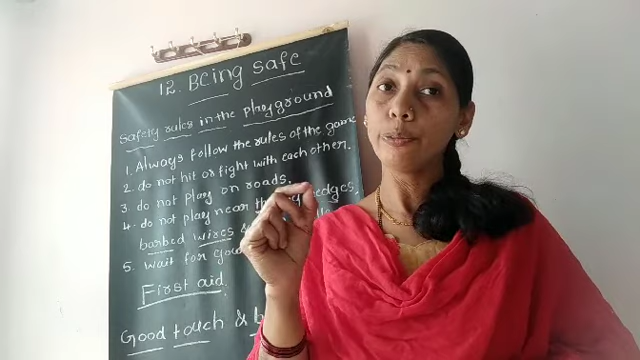 12. Being safe
Safety rules in the playground
1. Always follow the rules of the game
2. do not hit or fight with each other.
3. do not play on roads.
4. do not play near the edges,
barbed wires &
5. wait for
First aid.
Good touch &